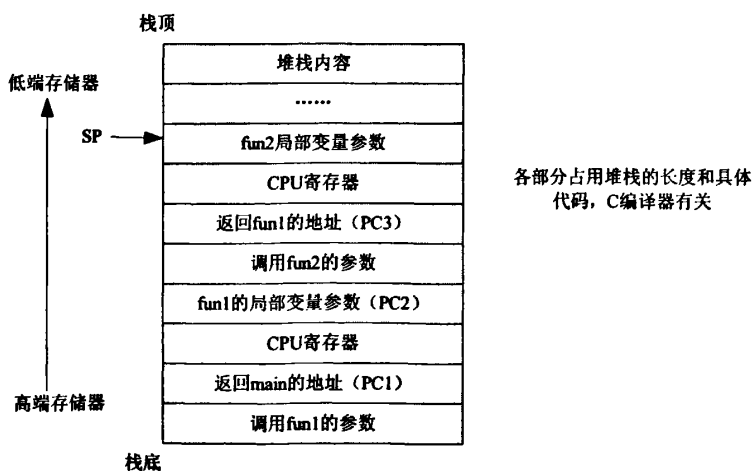 栈顶
堆栈内容
低端存储器
……
SP
fun2局部变量参数
CPU寄存器
各部分占用堆栈的长度和具体
代码，C编译器有关
返回fun1的地址（PC3）
调用fun2的参数
fun1的局部变量参数（PC2）
CPU寄存器
返回main的地址（PC1）
高端存储器
调用fun1的参数
栈底